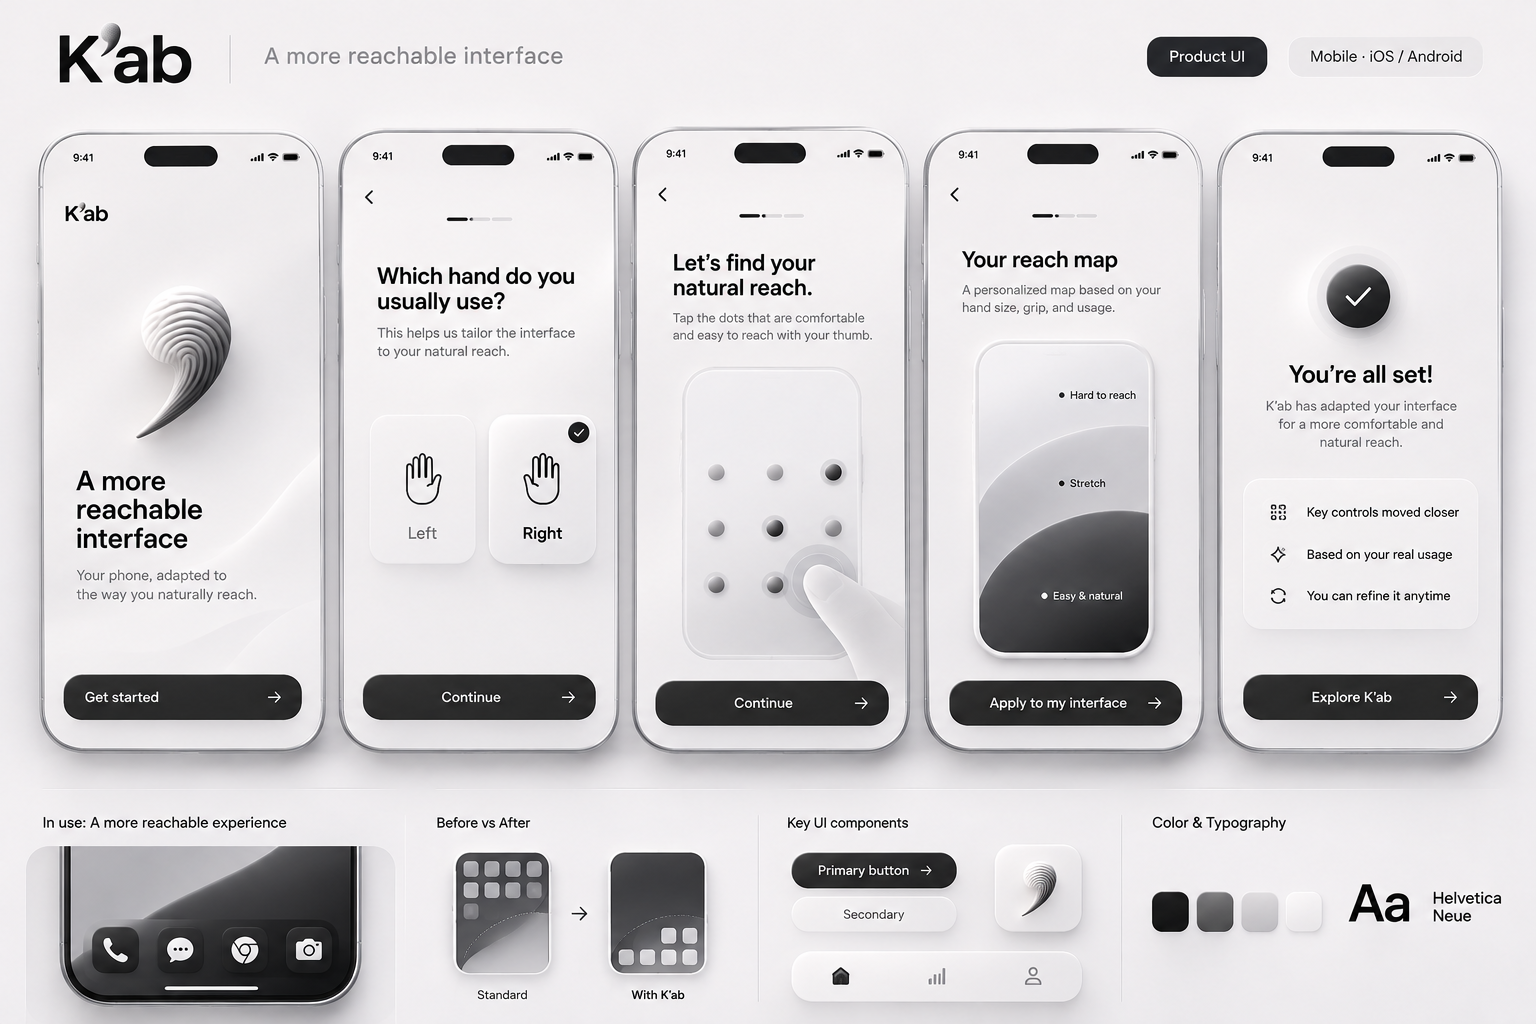 K'ab
A more reachable interface
Product UI
Mobile · iOS / Android
9:41
K'ab
A more
reachable
interface
Your phone, adapted to
the way you naturally reach.
Get started
9:41
Which hand do you
usually use?
This helps us tailor the interface
to your natural reach.
Left
Right
Continue
9:41
Let's find your
natural reach.
Tap the dots that are comfortable
and easy to reach with your thumb.
Continue
9:41
Your reach map
A personalized map based on your
hand size, grip, and usage.
Hard to reach
Stretch
Easy & natural
Apply to my interface
9:41
You're all set!
K'ab has adapted your interface
for a more comfortable and
natural reach.
Key controls moved closer
Based on your real usage
You can refine it anytime
Explore K'ab
In use: A more reachable experience
Before vs After
Standard
With K'ab
Key UI components
Primary button
Secondary
Color & Typography
Aa
Helvetica
Neue